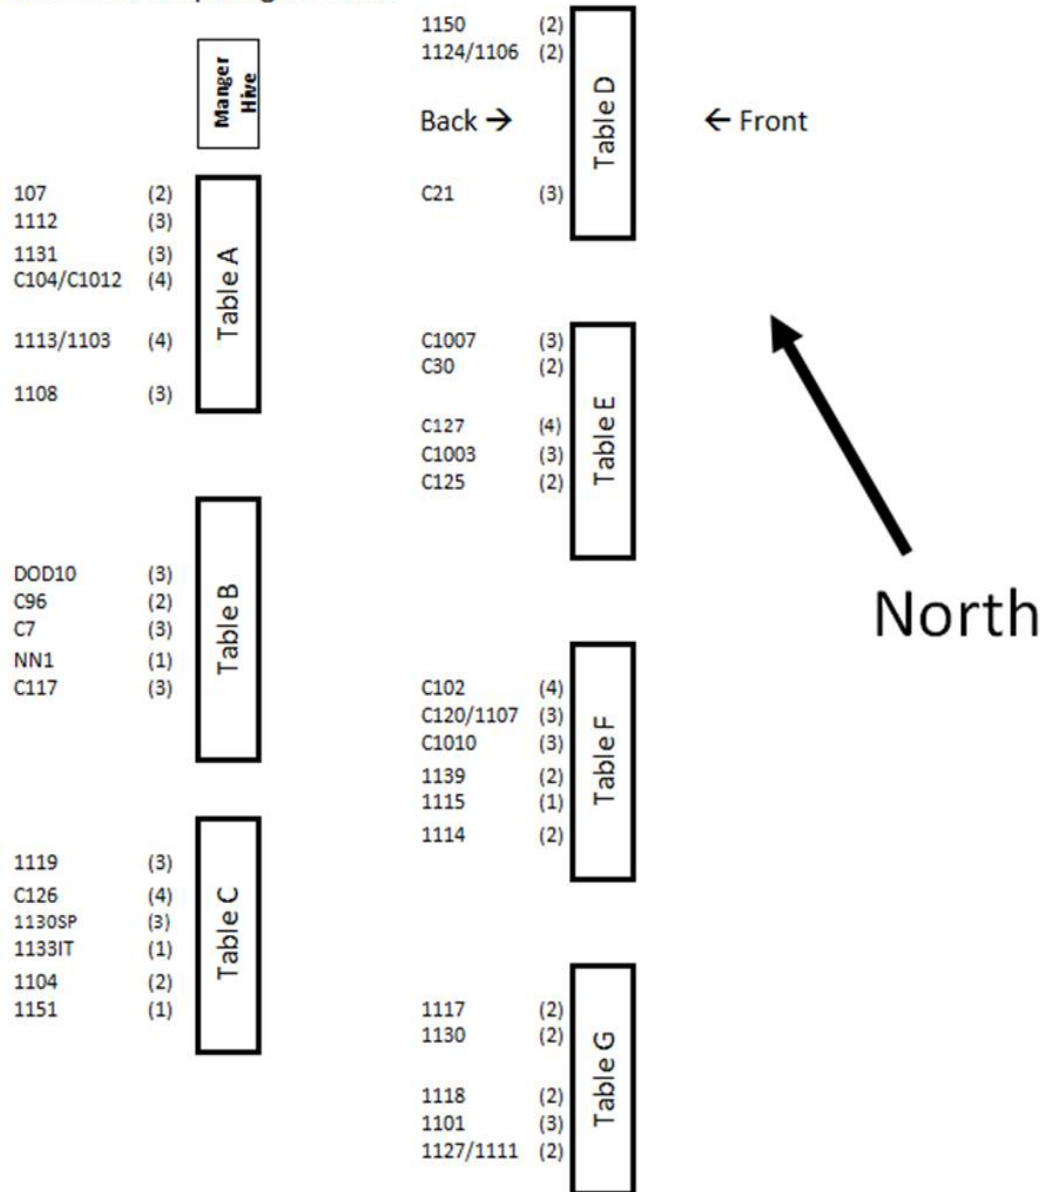 Manger
Hive
107 (2)
1112 (3)
1131 (3)
C104/C1012 (4)
1113/1103 (4)
1108 (3)
Table A
DOD10 (3)
C96 (2)
C7 (3)
NN1 (1)
C117 (3)
Table B
1119 (3)
C126 (4)
1130SP (3)
1133IT (1)
1104 (2)
1151 (1)
Table C
1150 (2)
1124/1106 (2)
Back →
C21 (3)
Table D
← Front
C1007 (3)
C30 (2)
C127 (4)
C1003 (3)
C125 (2)
Table E
North
C102 (4)
C120/1107 (3)
C1010 (3)
1139 (2)
1115 (1)
1114 (2)
Table F
1117 (2)
1130 (2)
1118 (2)
1101 (3)
1127/1111 (2)
Table G